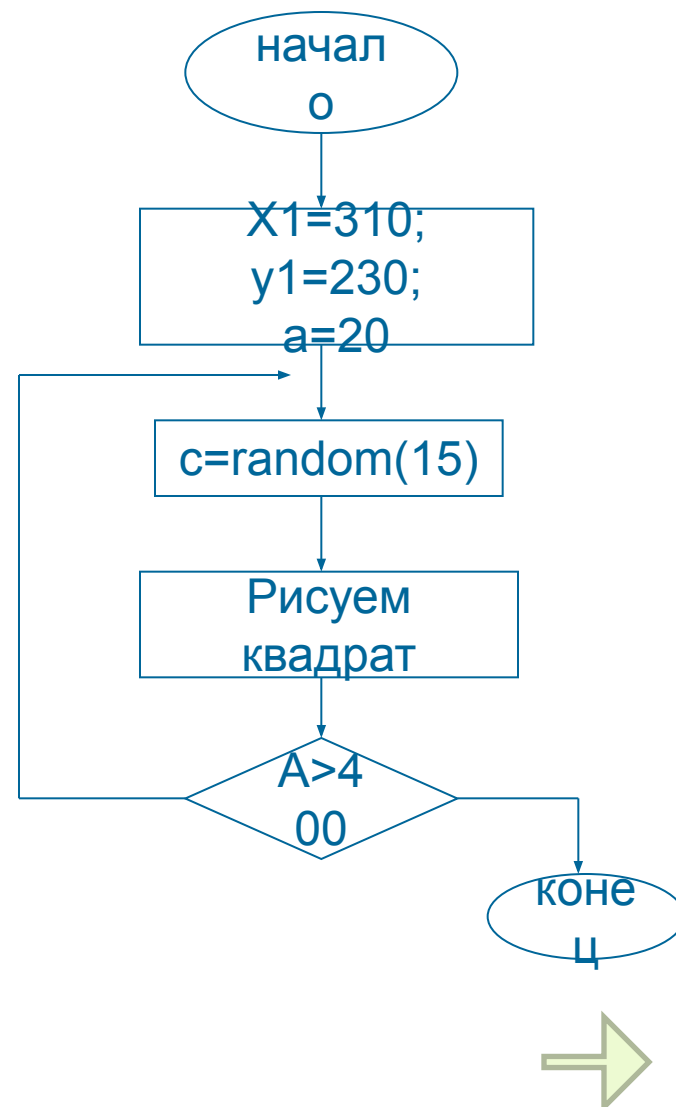 начал
о
X1=310;
y1=230;
a=20
c=random(15)
Рисуем
квадрат
A>4
00
коне
ц